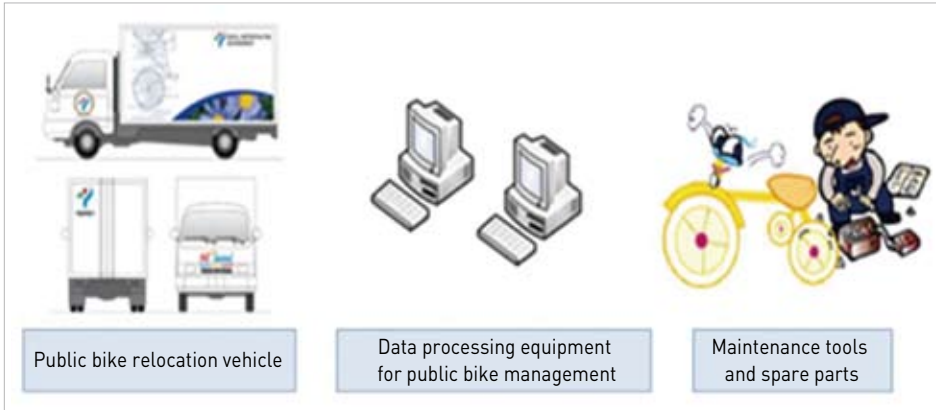 Public bike relocation vehicle
Data processing equipment
for public bike management
Maintenance tools
and spare parts